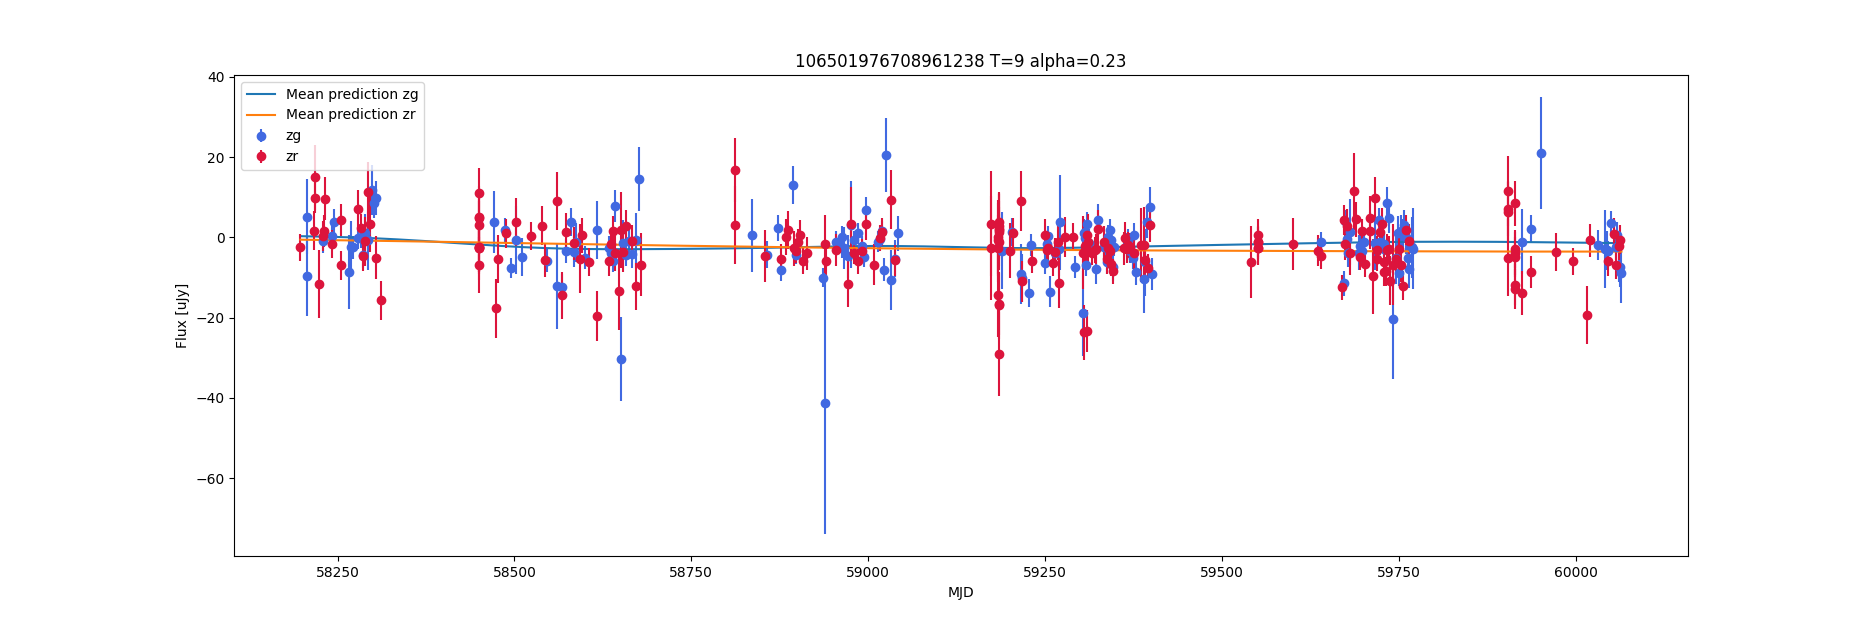 106501976708961238 T=9 alpha=0.23
Mean prediction zg
Mean prediction zr
zg
zr
40
20
0
−20
−40
−60
Flux [uJy]
58250
58500
58750
59000
59250
59500
59750
60000
MJD